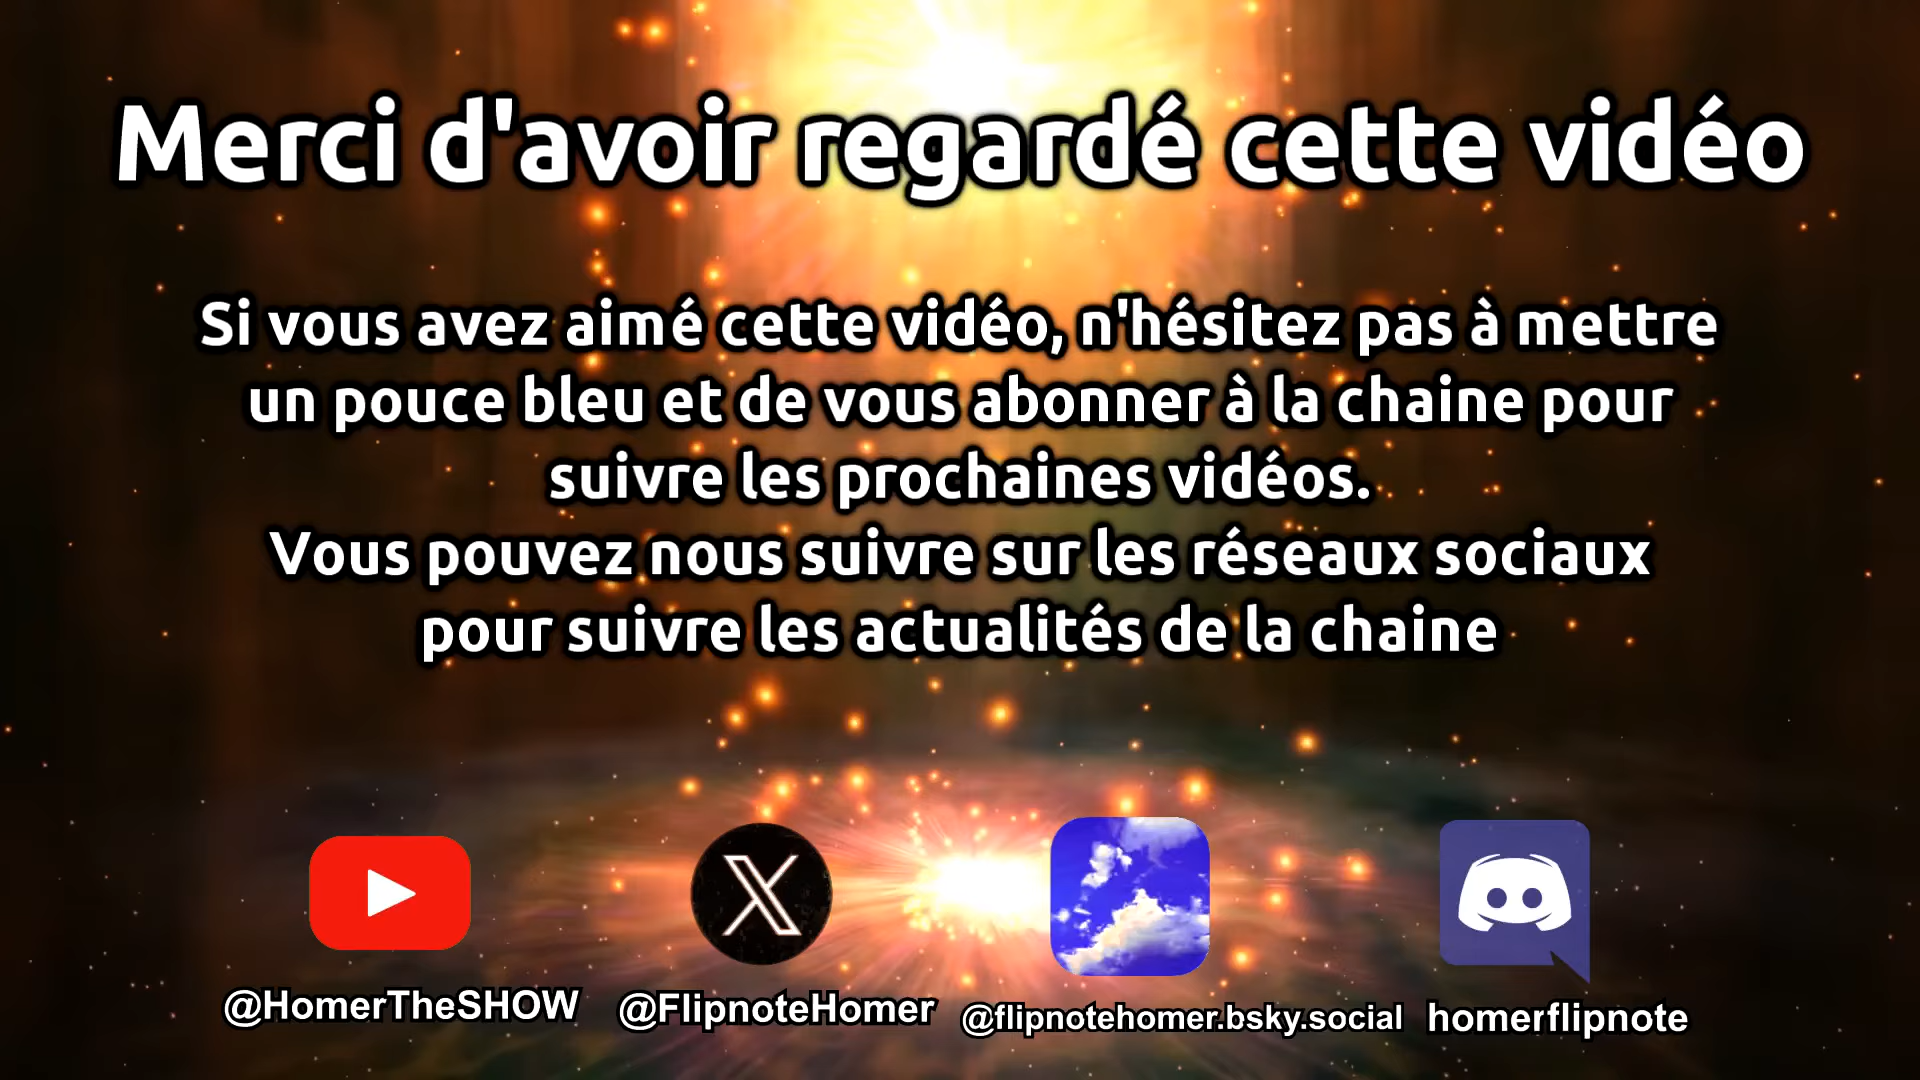 Merci d'avoir regardé cette vidéo
Si vous avez aimé cette vidéo, n'hésitez pas à mettre
un pouce bleu et de vous abonner à la chaine pour
suivre les prochaines vidéos.
Vous pouvez nous suivre sur les réseaux sociaux
pour suivre les actualités de la chaine
@HomerTheSHOW
@FlipnoteHomer
@flipnotehomer.bsky.social
homerflipnote